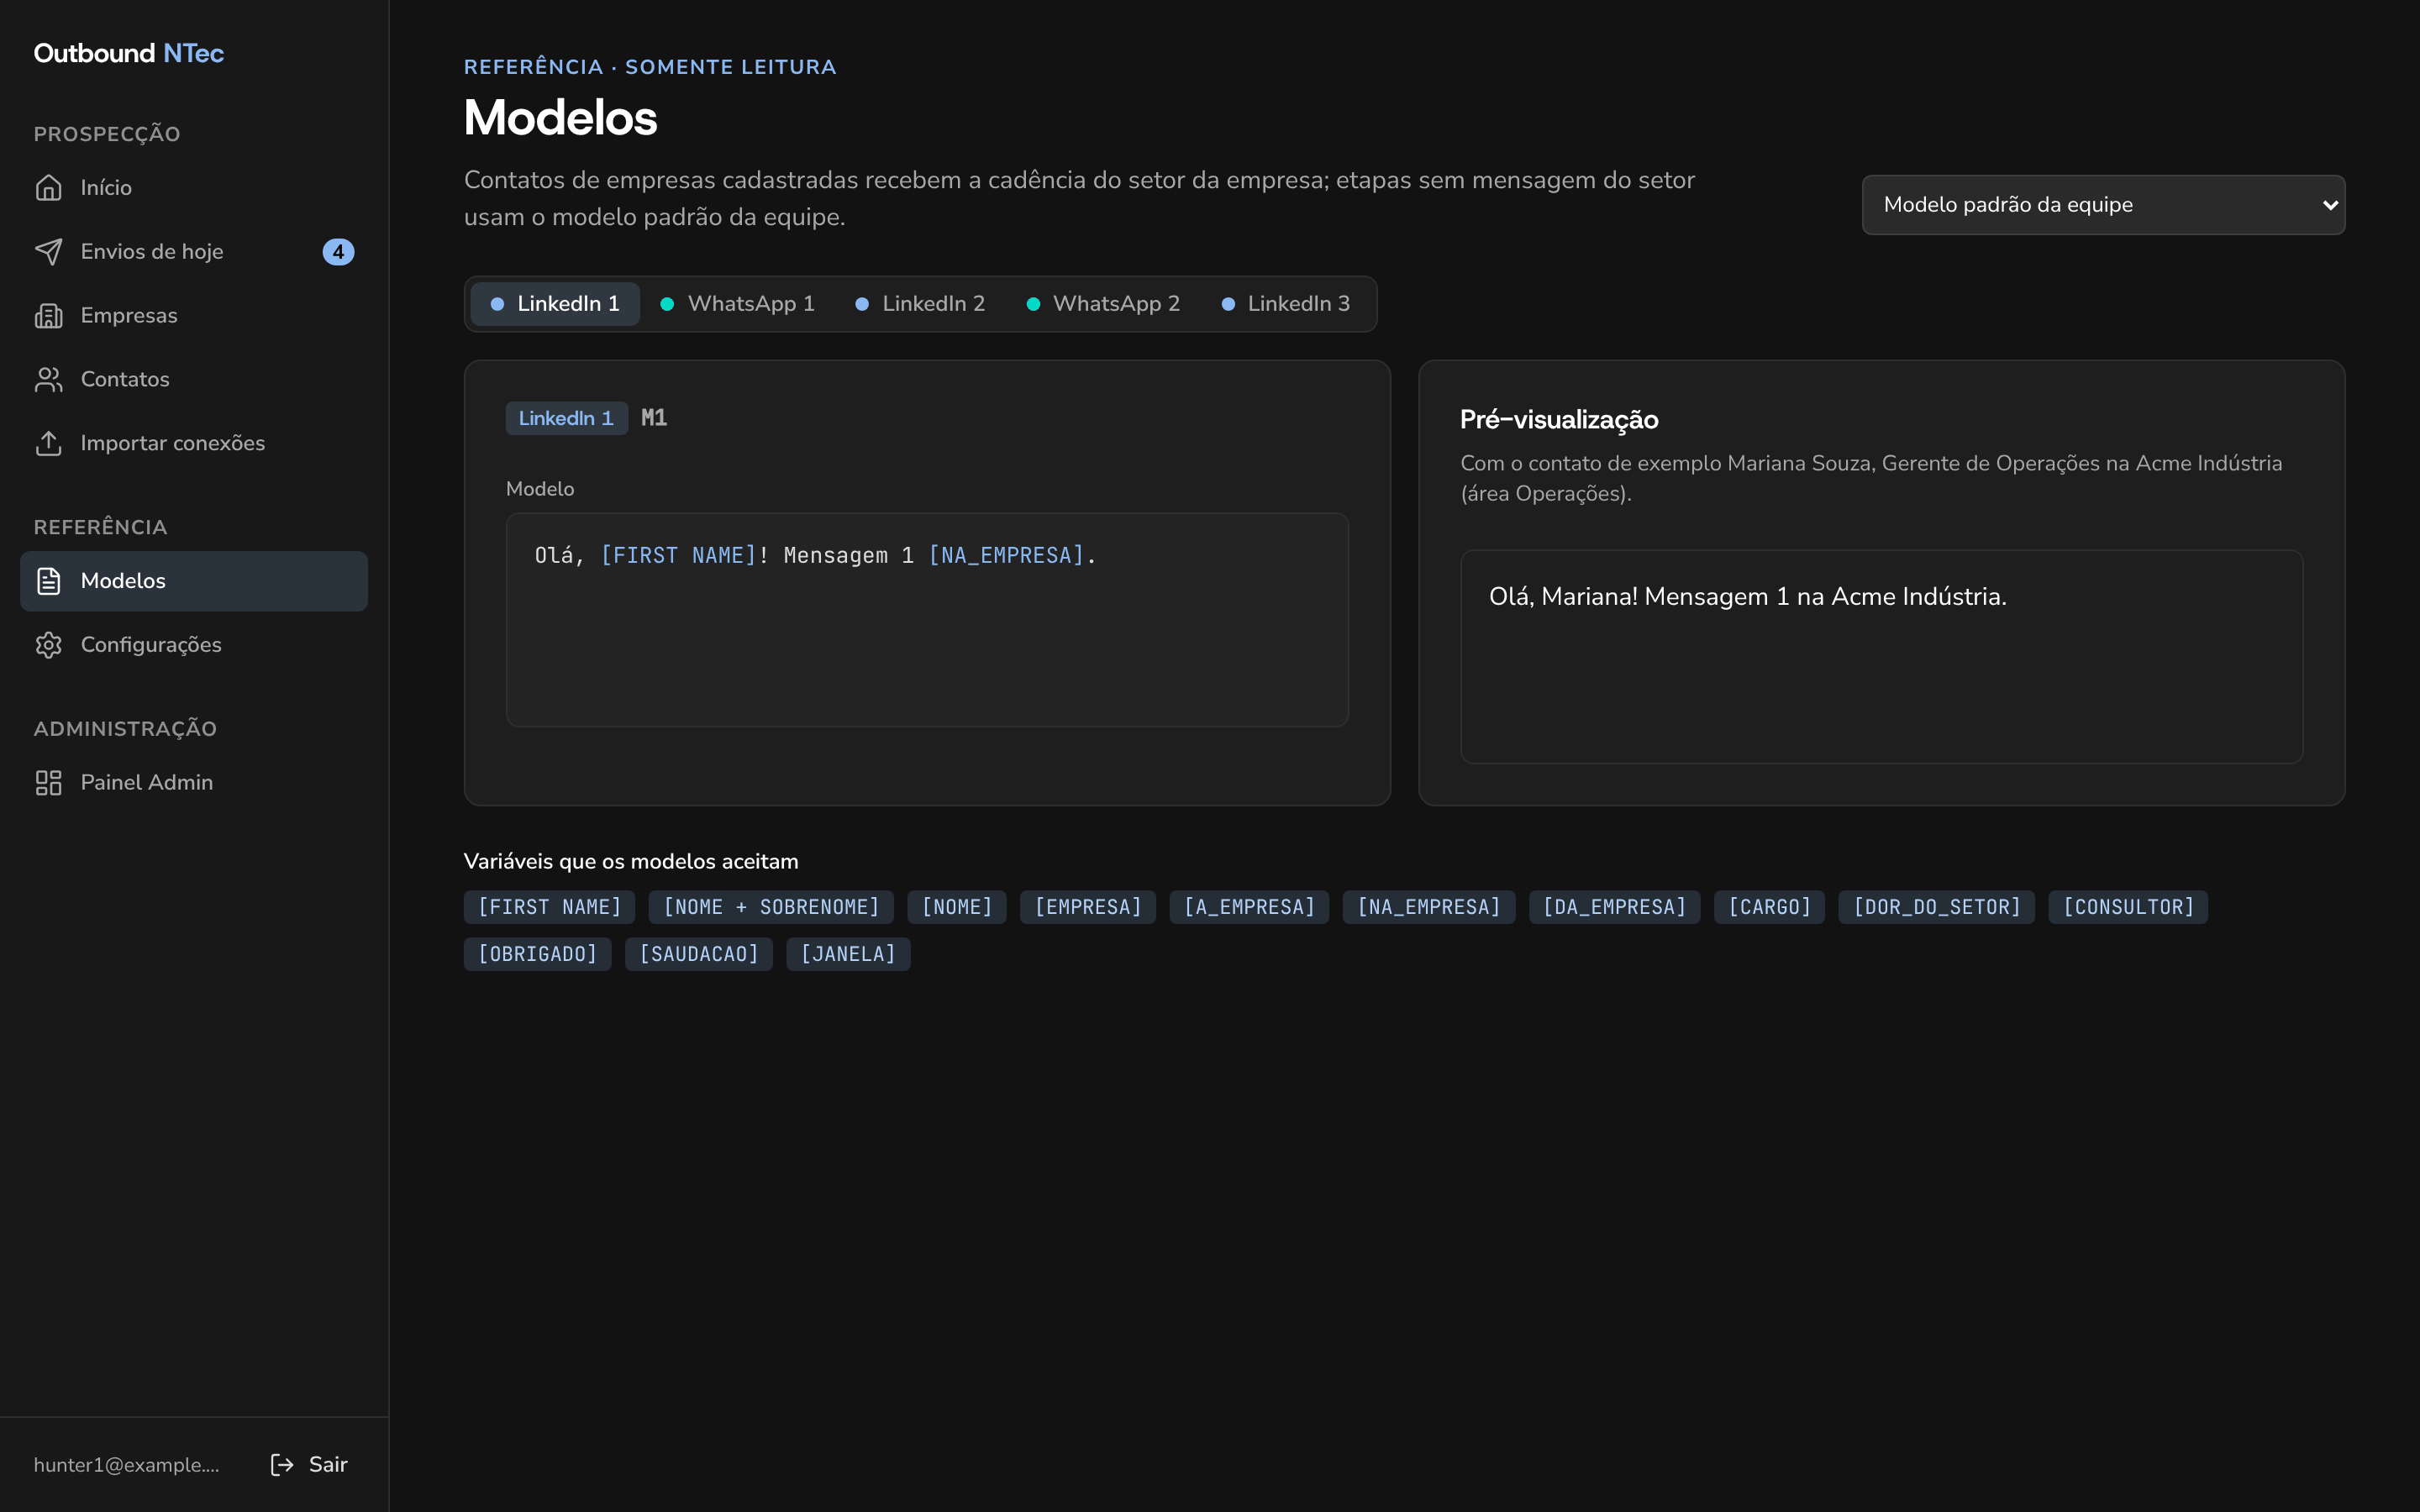 Outbound NTec
PROSPECÇÃO
Início
Envios de hoje 4
Empresas
Contatos
Importar conexões
REFERÊNCIA
Modelos
Configurações
ADMINISTRAÇÃO
Painel Admin
hunter1@example.... Sair
REFERÊNCIA · SOMENTE LEITURA
Modelos
Contatos de empresas cadastradas recebem a cadência do setor da empresa; etapas sem mensagem do setor
usam o modelo padrão da equipe.
Modelo padrão da equipe
LinkedIn 1 WhatsApp 1 LinkedIn 2 WhatsApp 2 LinkedIn 3
LinkedIn 1 M1
Modelo
Olá, [FIRST NAME]! Mensagem 1 [NA_EMPRESA].
Pré-visualização
Com o contato de exemplo Mariana Souza, Gerente de Operações na Acme Indústria
(área Operações).
Olá, Mariana! Mensagem 1 na Acme Indústria.
Variáveis que os modelos aceitam
[FIRST NAME] [NOME + SOBRENOME] [NOME] [EMPRESA] [A_EMPRESA] [NA_EMPRESA] [DA_EMPRESA] [CARGO] [DOR_DO_SETOR] [CONSULTOR]
[OBRIGADO] [SAUDACAO] [JANELA]